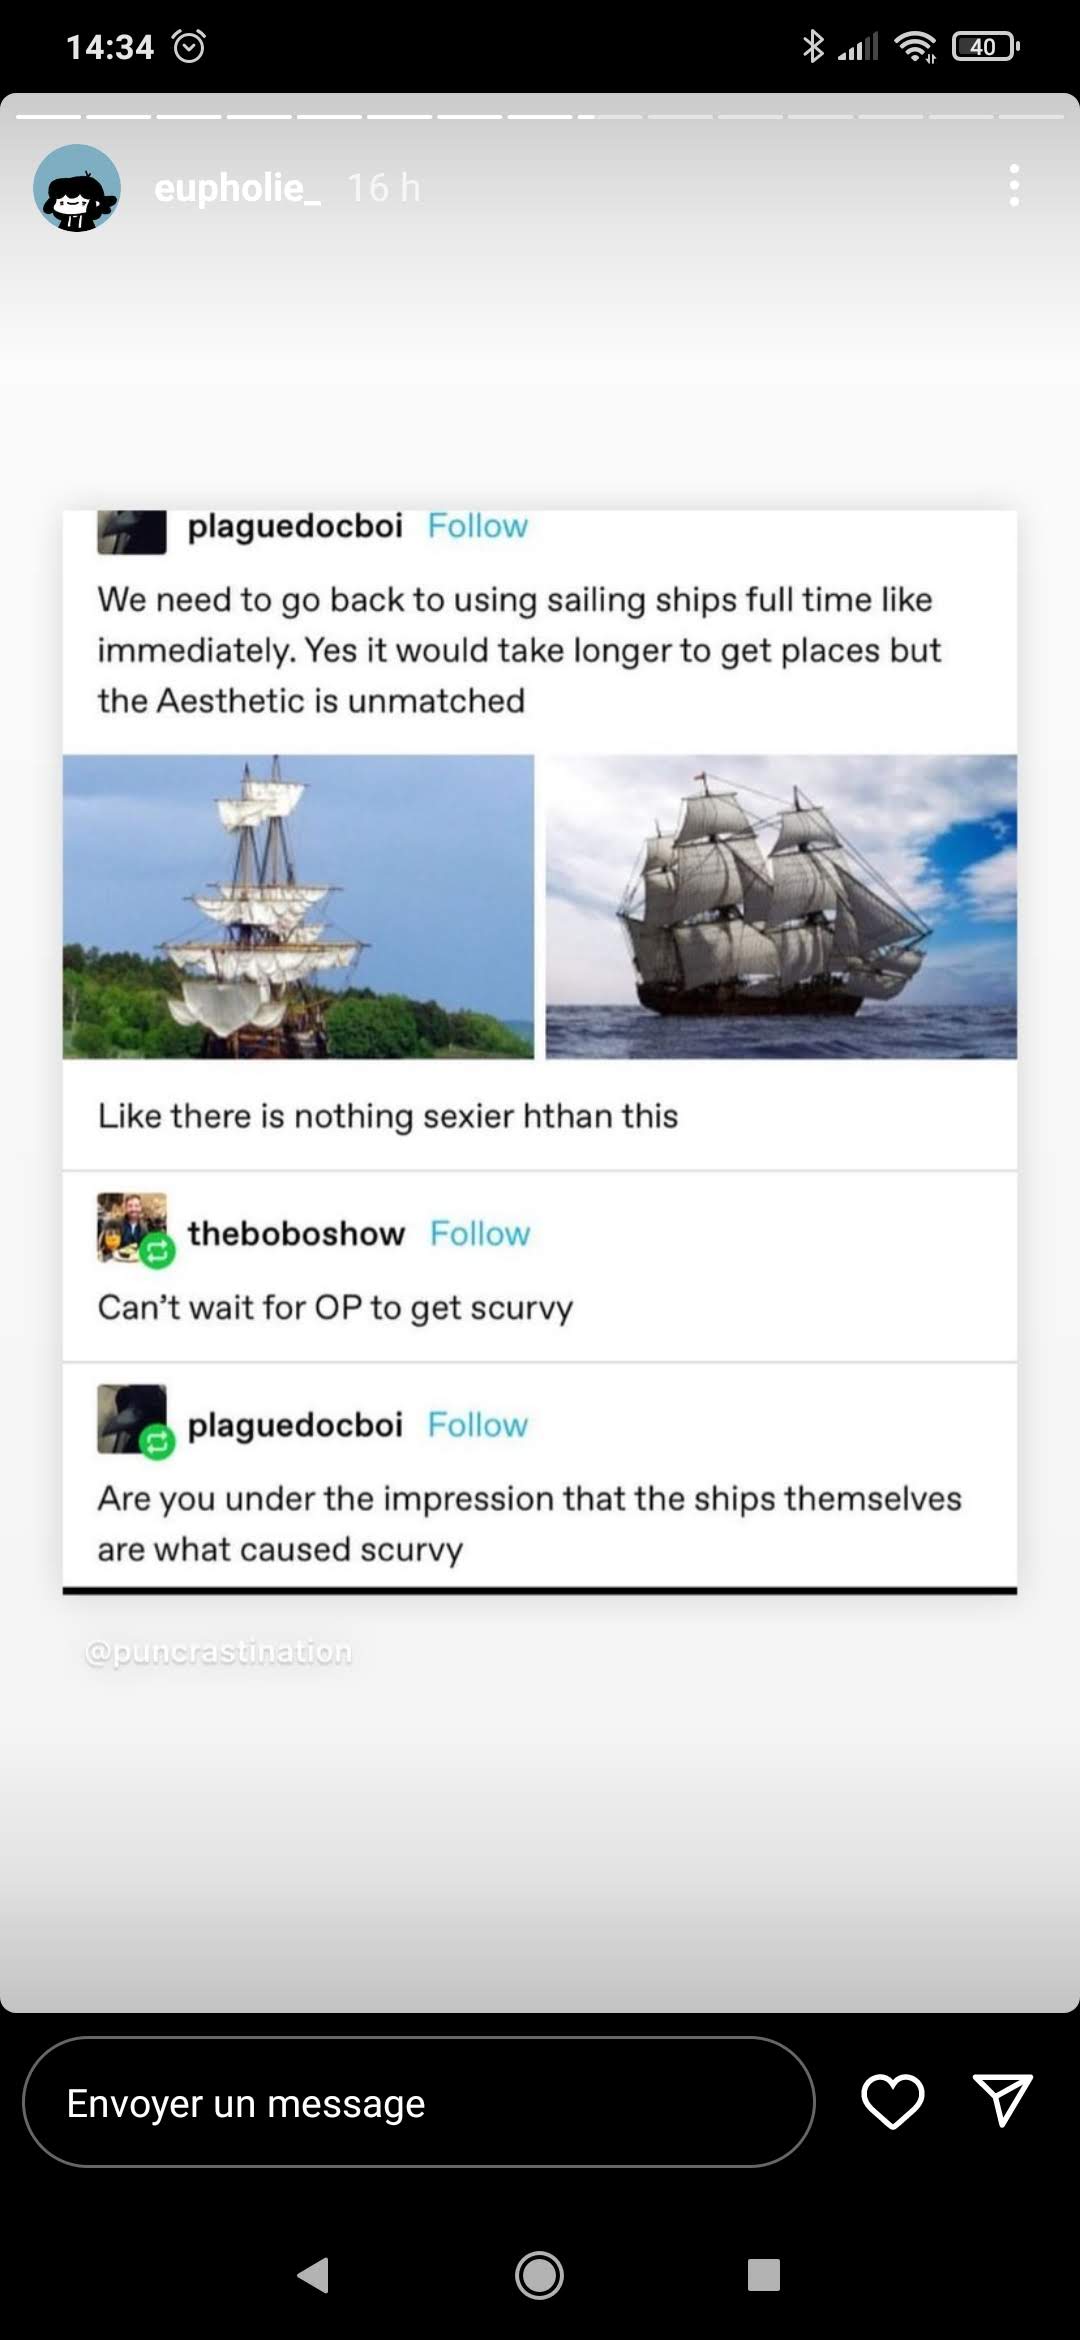 14:34
40
eupholie_ 16 h
plaguedocboi Follow
We need to go back to using sailing ships full time like
immediately. Yes it would take longer to get places but
the Aesthetic is unmatched
Like there is nothing sexier hthan this
theboboshow Follow
Can't wait for OP to get scurvy
plaguedocboi Follow
Are you under the impression that the ships themselves
are what caused scurvy
@puncrastination
Envoyer un message